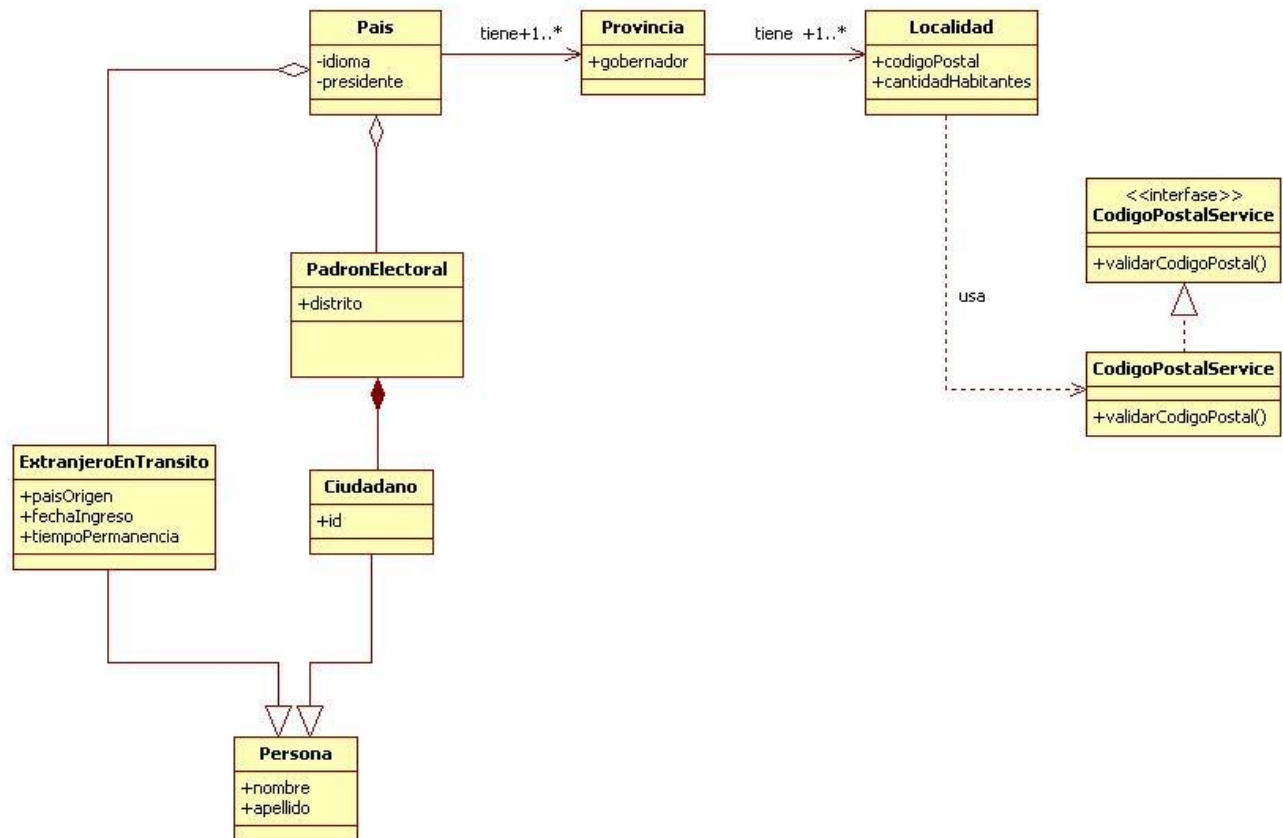 Pais
-idioma
-presidente
tiene+1..*
Provincia
+gobernador
tiene +1..*
Localidad
+codigoPostal
+cantidadHabitantes
<<interfase>>
CodigoPostalService
+validarCodigoPostal()
usa
CodigoPostalService
+validarCodigoPostal()
PadronElectoral
+distrito
ExtranjeroEnTransito
+paisOrigen
+fechaIngreso
+tiempoPermanencia
Ciudadano
+id
Persona
+nombre
+apellido